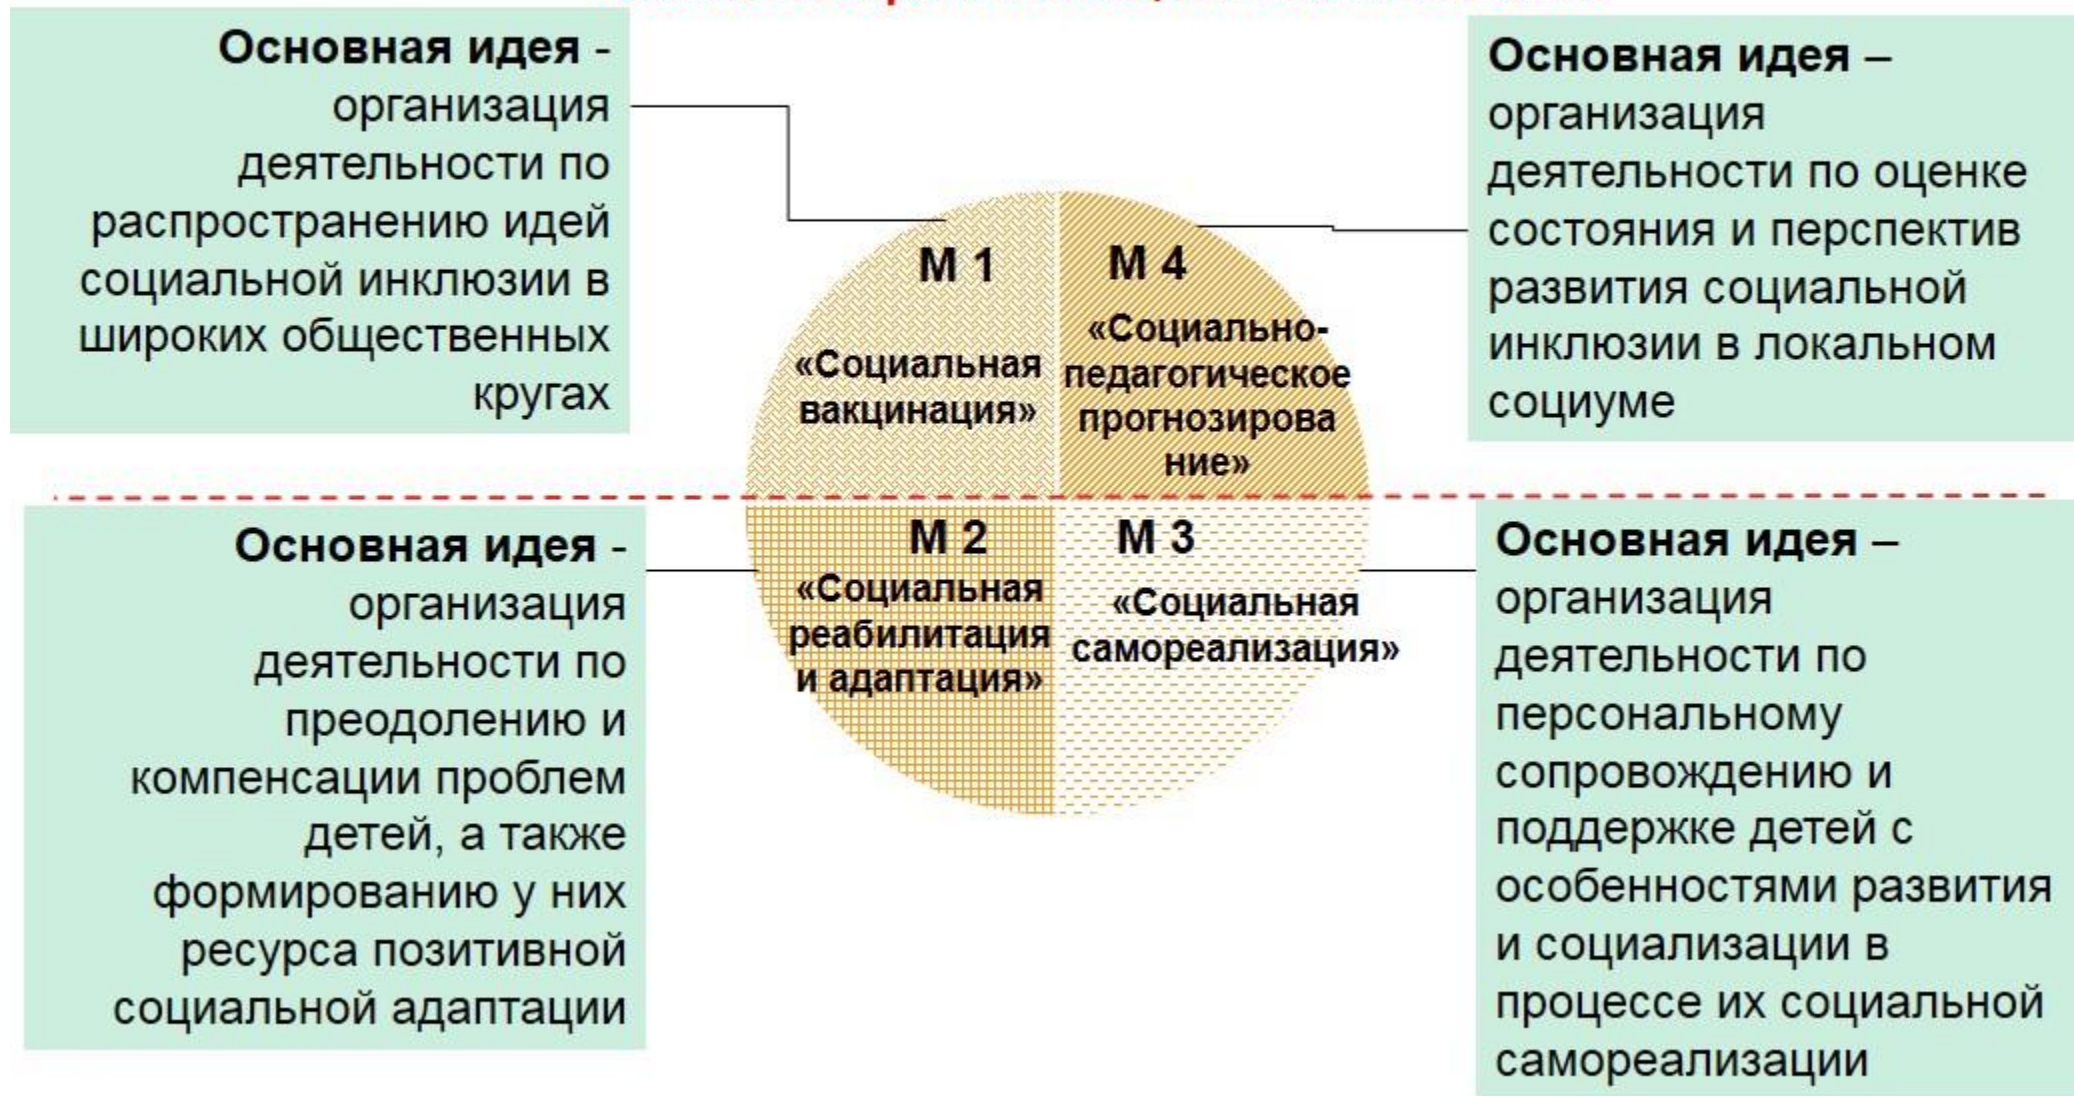 Основная идея -
организация
деятельности по
распространению идей
социальной инклюзии в
широких общественных
кругах
М 1
«Социальная
вакцинация»
М 4
«Социально-
педагогическое
прогнозирова
ние»
Основная идея –
организация
деятельности по оценке
состояния и перспектив
развития социальной
инклюзии в локальном
социуме
Основная идея -
организация
деятельности по
преодолению и
компенсации проблем
детей, а также
формированию у них
ресурса позитивной
социальной адаптации
М 2
«Социальная
реабилитация
и адаптация»
М 3
«Социальная
самореализация»
Основная идея –
организация
деятельности по
персональному
сопровождению и
поддержке детей с
особенностями развития
и социализации в
процессе их социальной
самореализации